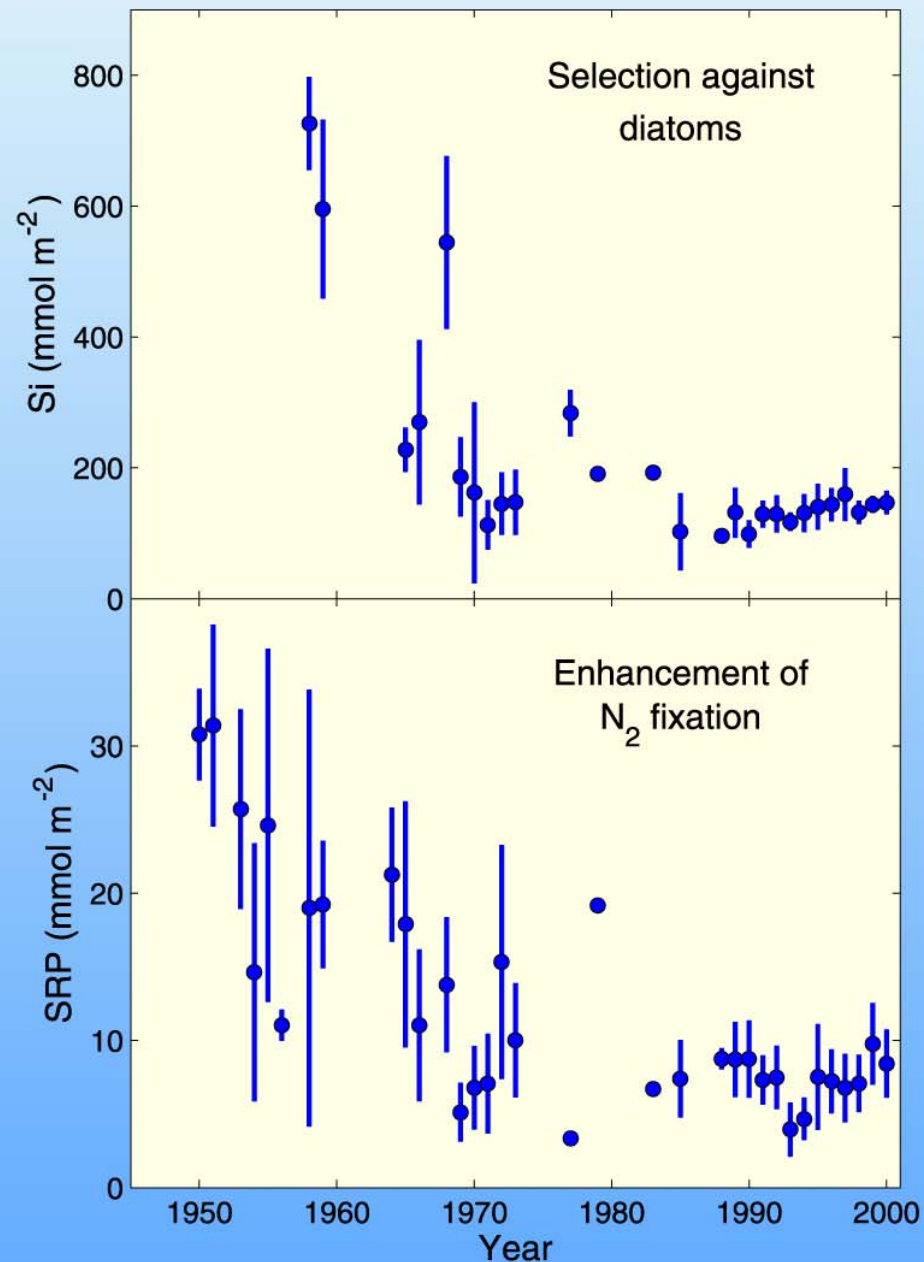 Selection against
diatoms
Si (mmol m⁻²)
800
600
400
200
0
Enhancement of
N₂ fixation
SRP (mmol m⁻²)
30
20
10
0
1950 1960 1970 1980 1990 2000
Year